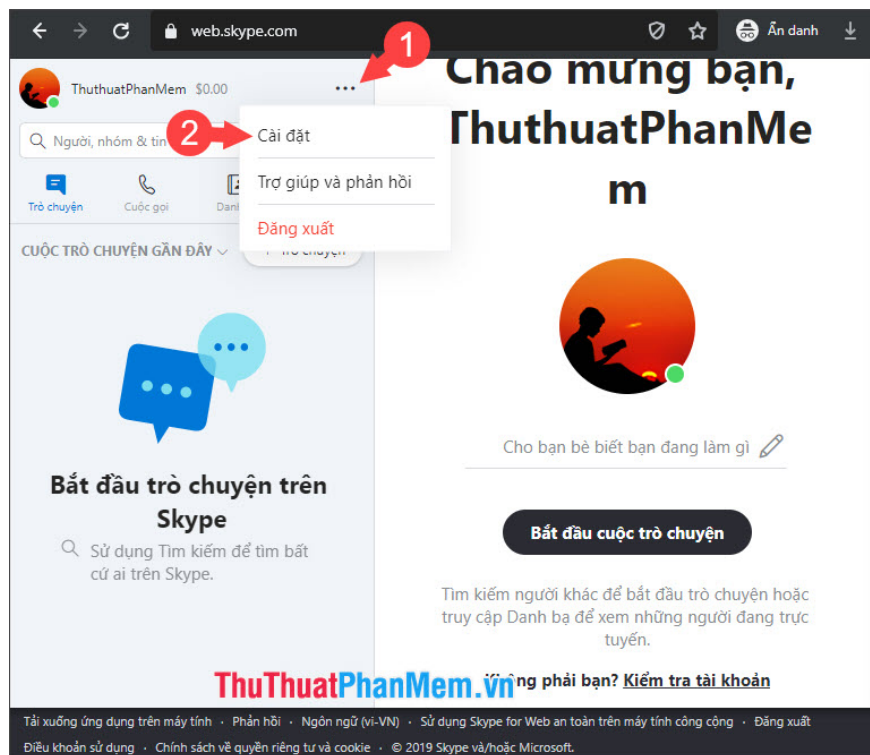 web.skype.com
Ẩn danh
1
ThuthuatPhanMem $0.00
Chào mừng bạn,
ThuthuatPhanMe
m
2
Cài đặt
Người, nhóm & tin
Trợ giúp và phản hồi
Trò chuyện
Cuộc gọi
Đăng xuất
CUỘC TRÒ CHUYỆN GẦN ĐÂY
Trò chuyện
Cho bạn bè biết bạn đang làm gì
Bắt đầu trò chuyện trên
Skype
Bắt đầu cuộc trò chuyện
Sử dụng Tìm kiếm để tìm bất
cứ ai trên Skype.
Tìm kiếm người khác để bắt đầu trò chuyện hoặc
truy cập Danh bạ để xem những người đang trực
tuyến.
ThuThuatPhanMem.vn
phải bạn? Kiểm tra tài khoản
Tải xuống ứng dụng trên máy tính · Phản hồi · Ngôn ngữ (vi-VN) · Sử dụng Skype for Web an toàn trên máy tính công cộng · Đăng xuất
Điều khoản sử dụng · Chính sách về quyền riêng tư và cookie · © 2019 Skype và/hoặc Microsoft.